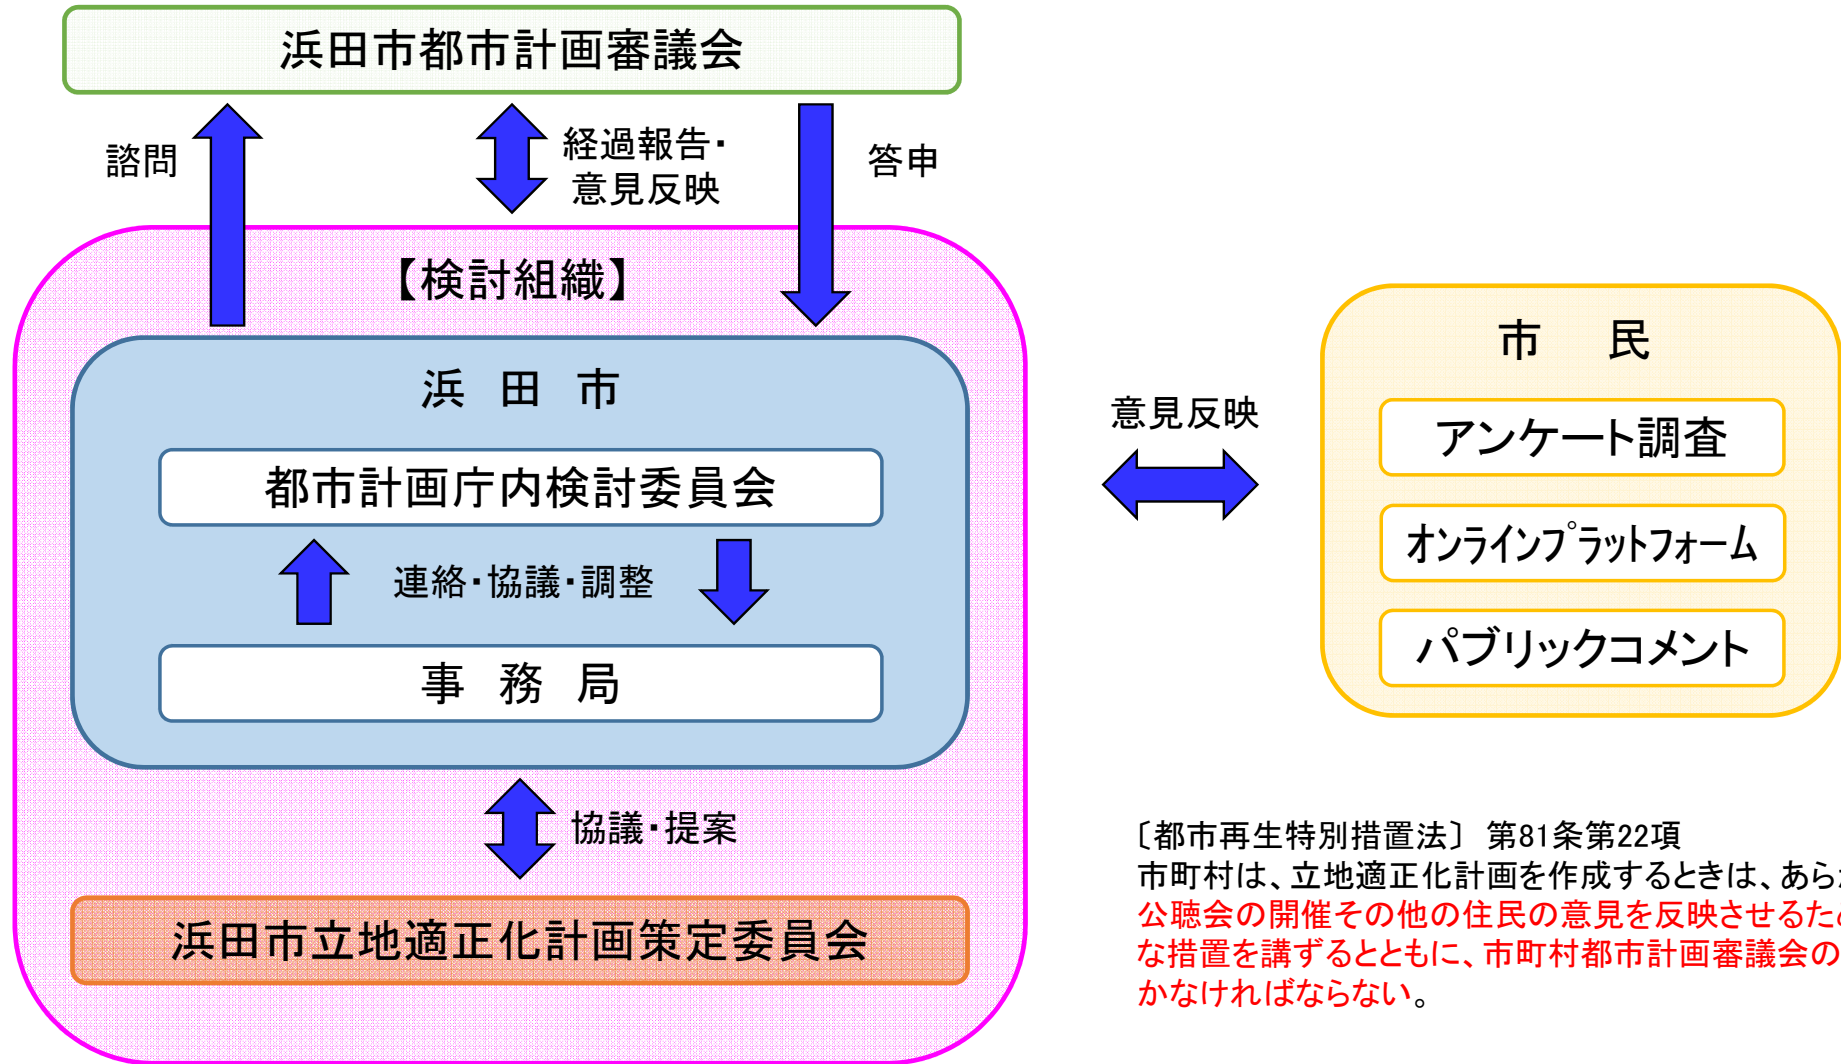 浜田市都市計画審議会
諮問
経過報告・
意見反映
答申
【検討組織】
浜 田 市
都市計画庁内検討委員会
連絡・協議・調整
事 務 局
協議・提案
浜田市立地適正化計画策定委員会
意見反映
市 民
アンケート調査
オンラインプラットフォーム
パブリックコメント
〔都市再生特別措置法〕 第81条第22項
市町村は、立地適正化計画を作成するときは、あら
公聴会の開催その他の住民の意見を反映させるた
な措置を講ずるとともに、市町村都市計画審議会の
かなければならない。